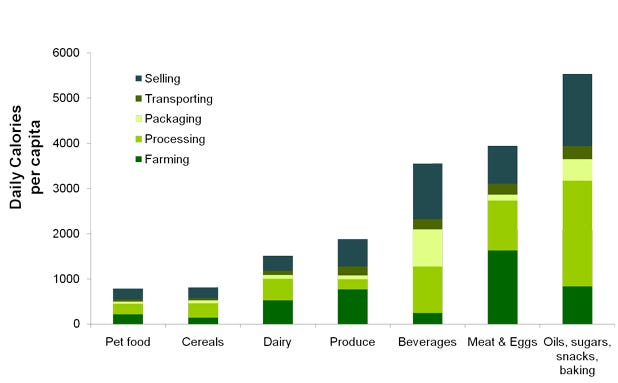 Daily Calories
per capita
6000
5000
4000
3000
2000
1000
0
Selling
Transporting
Packaging
Processing
Farming
Pet food
Cereals
Dairy
Produce
Beverages
Meat & Eggs
Oils, sugars,
snacks,
baking